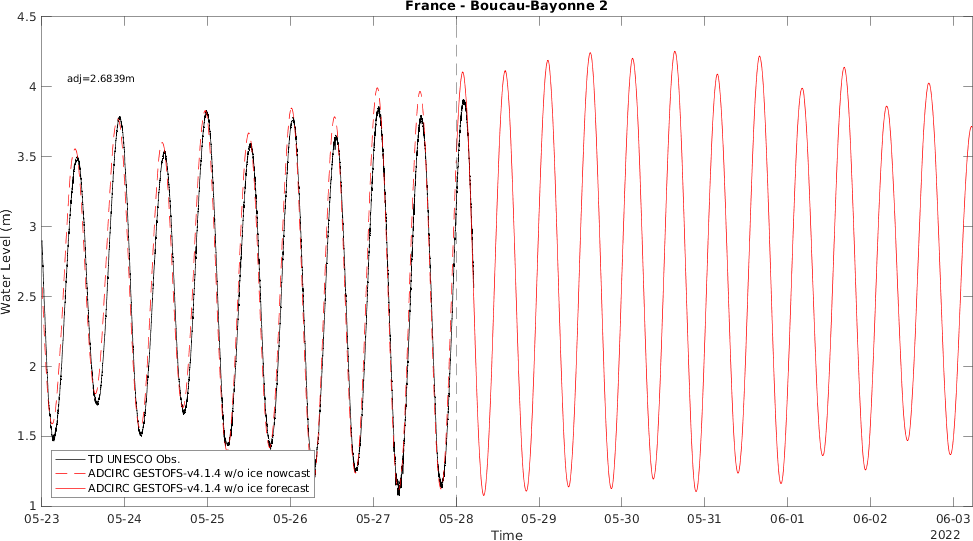 France - Boucau-Bayonne 2
4.5
4
3.5
3
2.5
2
1.5
1
Water Level (m)
adj=2.6839m
TD UNESCO Obs.
ADCIRC GESTOFS-v4.1.4 w/o ice nowcast
ADCIRC GESTOFS-v4.1.4 w/o ice forecast
05-23 05-24 05-25 05-26 05-27 05-28 05-29 05-30 05-31 06-01 06-02 06-03
2022
Time